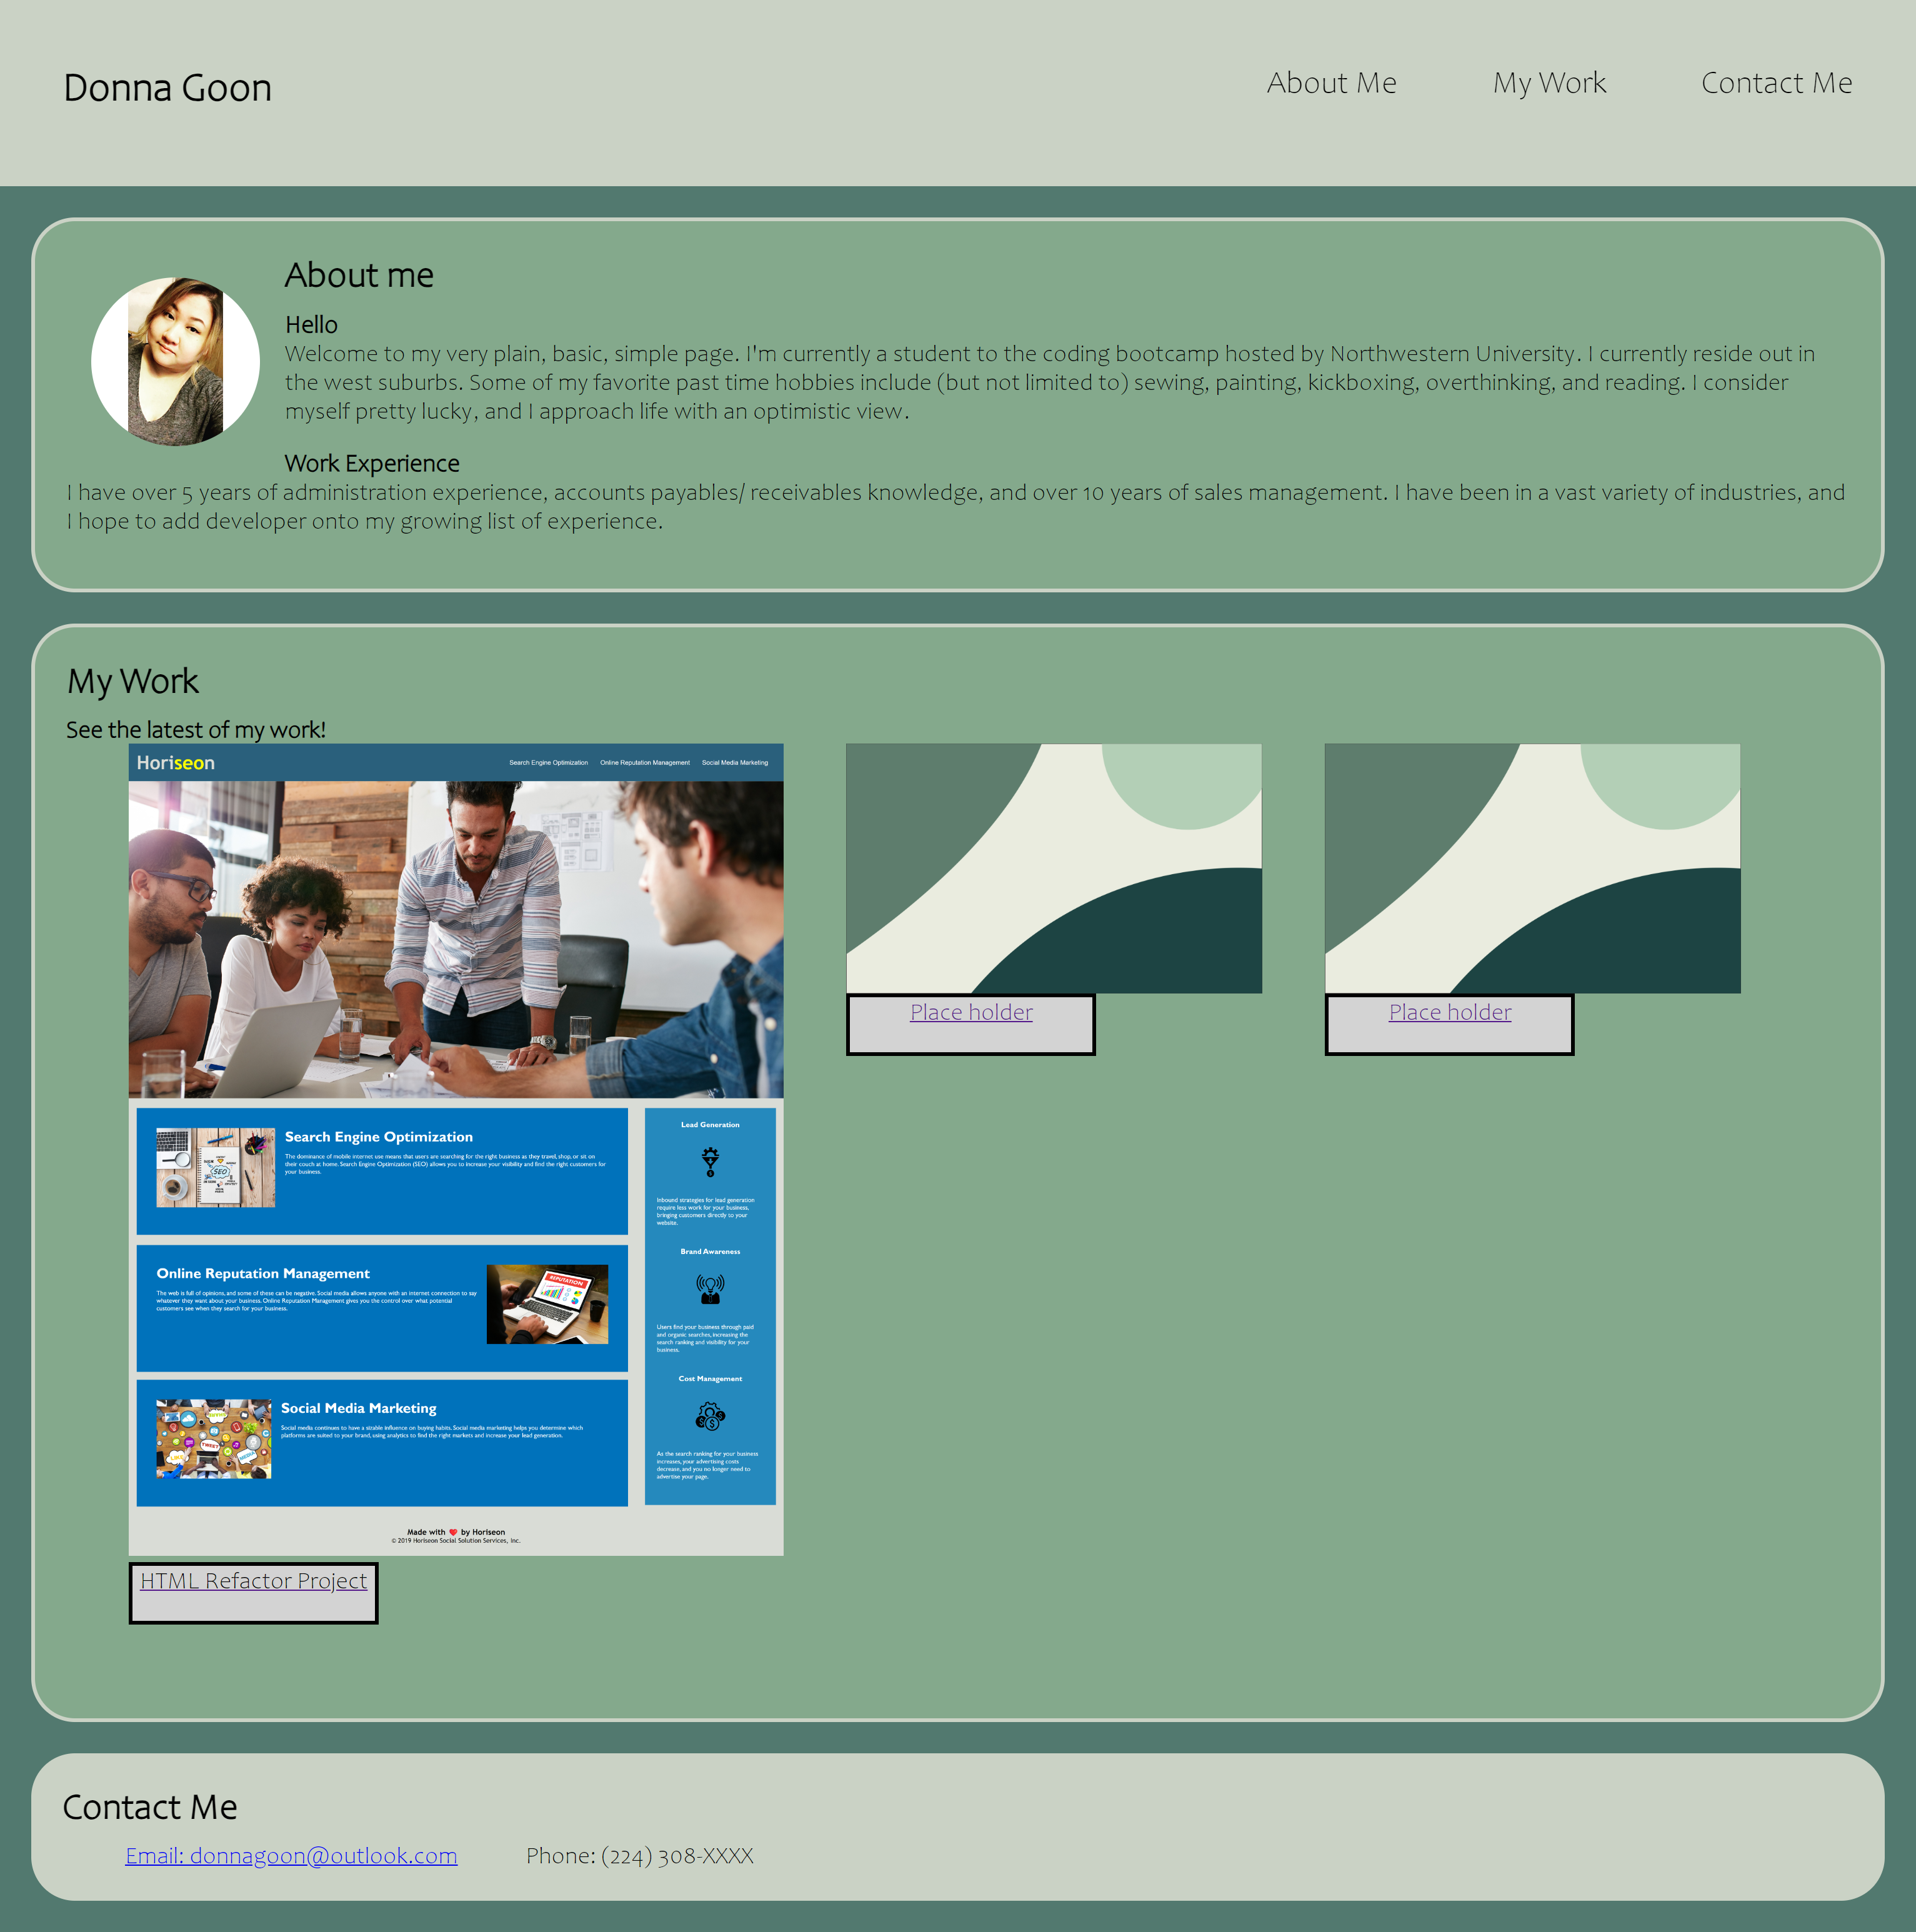 Donna Goon
About Me
My Work
Contact Me
About me
Hello
Welcome to my very plain, basic, simple page. I'm currently a student to the coding bootcamp hosted by Northwestern University. I currently reside out in
the west suburbs. Some of my favorite past time hobbies include (but not limited to) sewing, painting, kickboxing, overthinking, and reading. I consider
myself pretty lucky, and I approach life with an optimistic view.
Work Experience
I have over 5 years of administration experience, accounts payables/ receivables knowledge, and over 10 years of sales management. I have been in a vast variety of industries, and
I hope to add developer onto my growing list of experience.
My Work
See the latest of my work!
Horiseon
Search Engine Optimization
Online Reputation Management
Social Media Marketing
Search Engine Optimization
The dominance of mobile internet use means that users are searching for the right business as they travel, shop, or sit on
their couch at home. Search Engine Optimization (SEO) allows you to increase your visibility and find the right customers for
your business.
SEO
Online Reputation Management
The web is full of opinions, and some of these can be negative. Social media allows anyone with an internet connection to say
whatever they want about your business. Online Reputation Management gives you the control over what potential
customers see when they search for your business.
REPUTATION
Social Media Marketing
Social media continues to have a sizable influence on buying habits. Social media marketing helps you determine which
platforms are suited to your brand, using analytics to find the right markets and increase your lead generation.
TWEET
Lead Generation
Inbound strategies for lead generation
require less work for your business,
bringing customers directly to your
website.
Brand Awareness
Users find your business through paid
and organic searches, increasing the
search ranking and visibility for your
business.
Cost Management
As the search ranking for your business
increases, your advertising costs
decrease, and you no longer need to
advertise your page.
Made with ❤️ by Horiseon
© 2019 Horiseon Social Solution Services, Inc.
HTML Refactor Project
Place holder
Place holder
Contact Me
Email: donnagoon@outlook.com
Phone: (224) 308-XXXX